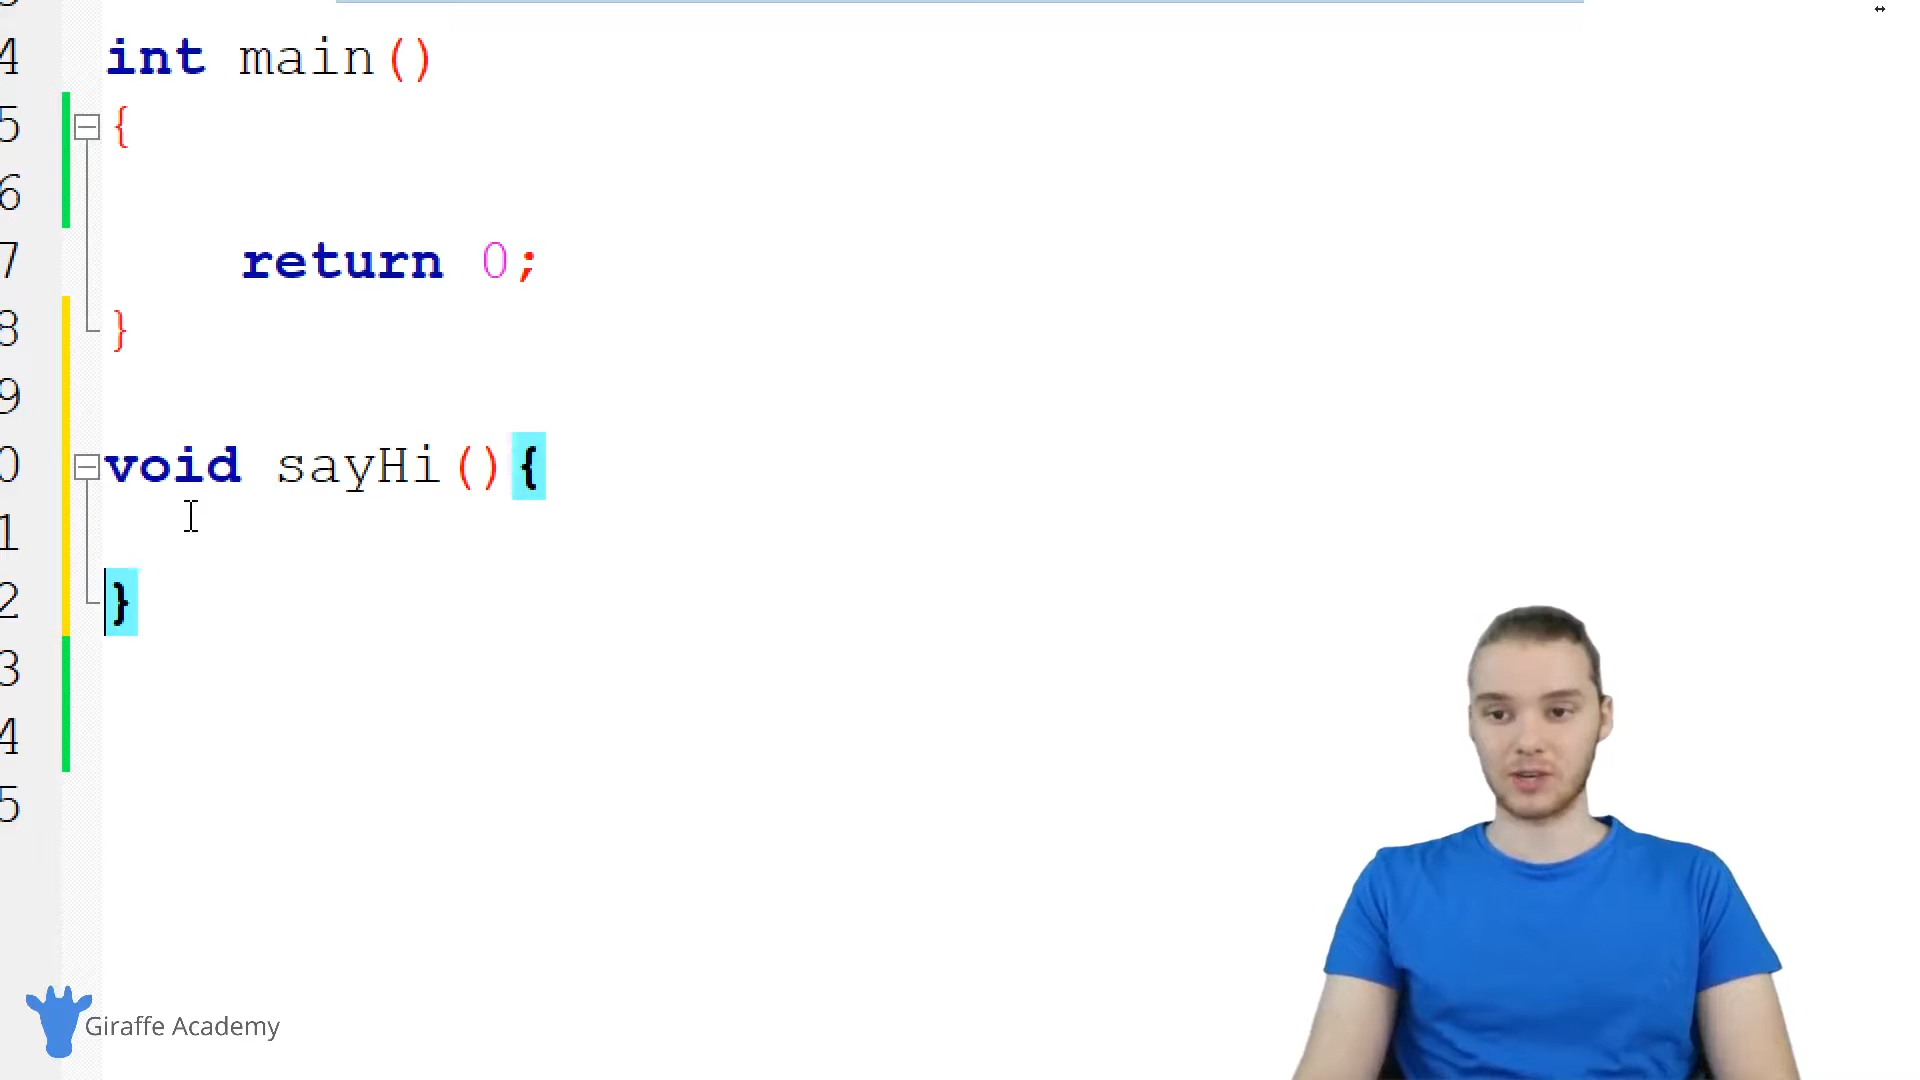 4 int main()
5 {
6
7 return 0;
8 }
9
0 void sayHi(){
1
2 }
3
4
5
Giraffe Academy